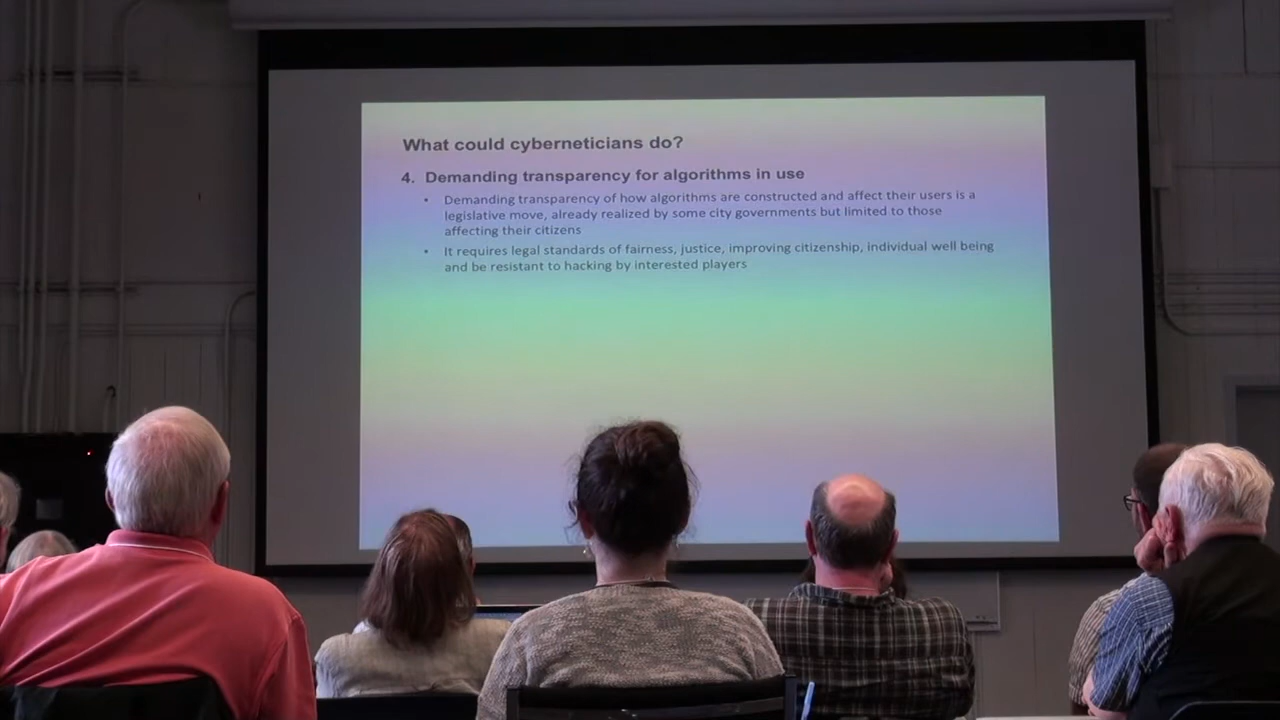 What could cyberneticians do?
4. Demanding transparency for algorithms in use
• Demanding transparency of how algorithms are constructed and affect their users is a
legislative move, already realized by some city governments but limited to those
affecting their citizens
• It requires legal standards of fairness, justice, improving citizenship, individual well being
and be resistant to hacking by interested players